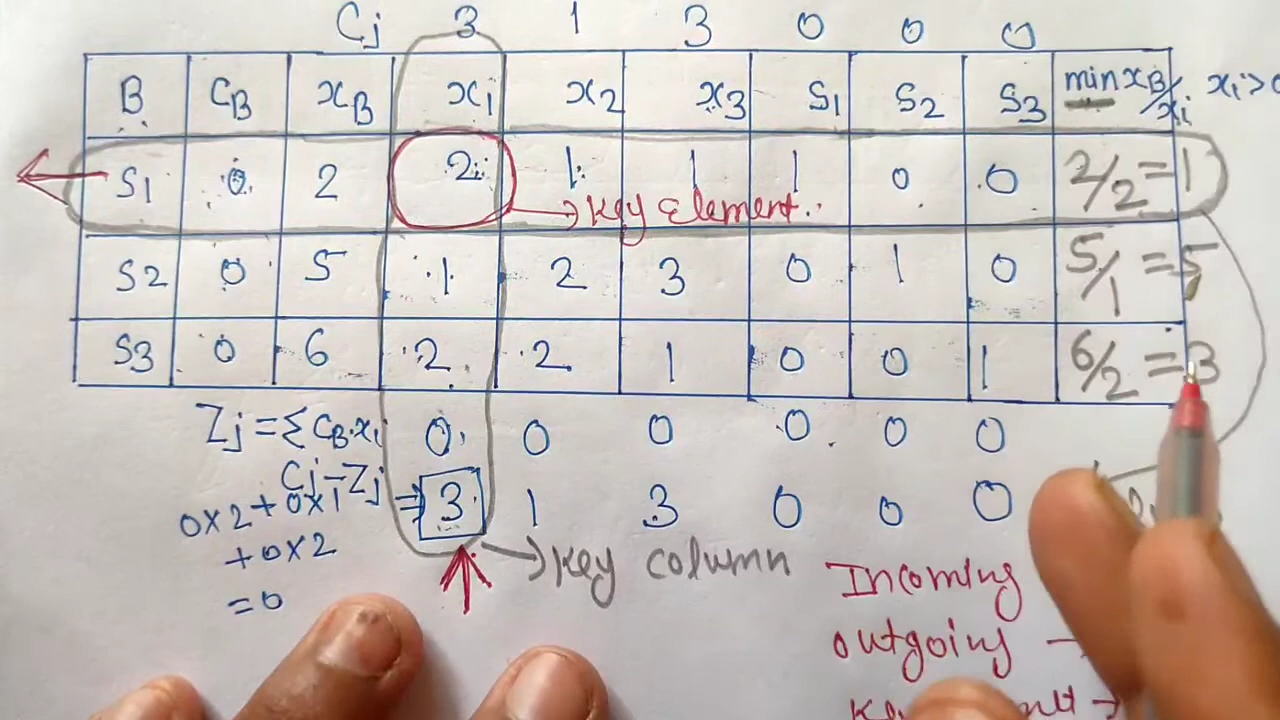 Cj 3 1 3 0 0 0
B CB xB x1 x2 x3 S1 S2 S3 min xB/xi xi>0
S1 0 2 2 1 1 1 0 0 2/2=1
→Key Element.
S2 0 5 1 2 3 0 1 0 5/1=5
S3 0 6 2 2 1 0 0 1 6/2=3
Zj=ΣCB.xi 0 0 0 0 0 0
Cj-Zj ⇒ 3 1 3 0 0 0
0x2+0x1
+0x2
=0
→Key column
Incoming
outgoing →